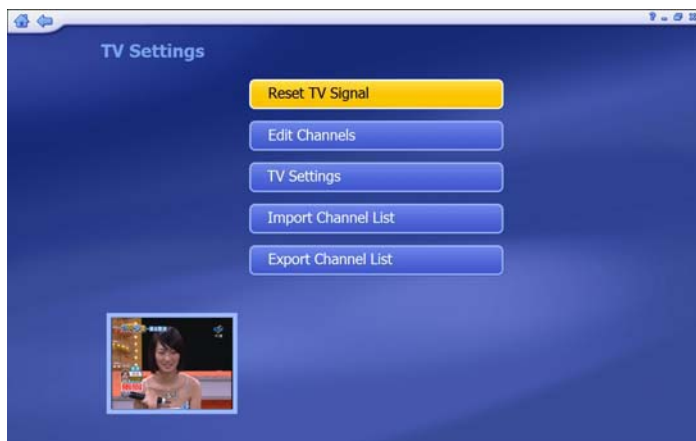 ?
TV Settings
Reset TV Signal
Edit Channels
TV Settings
Import Channel List
Export Channel List